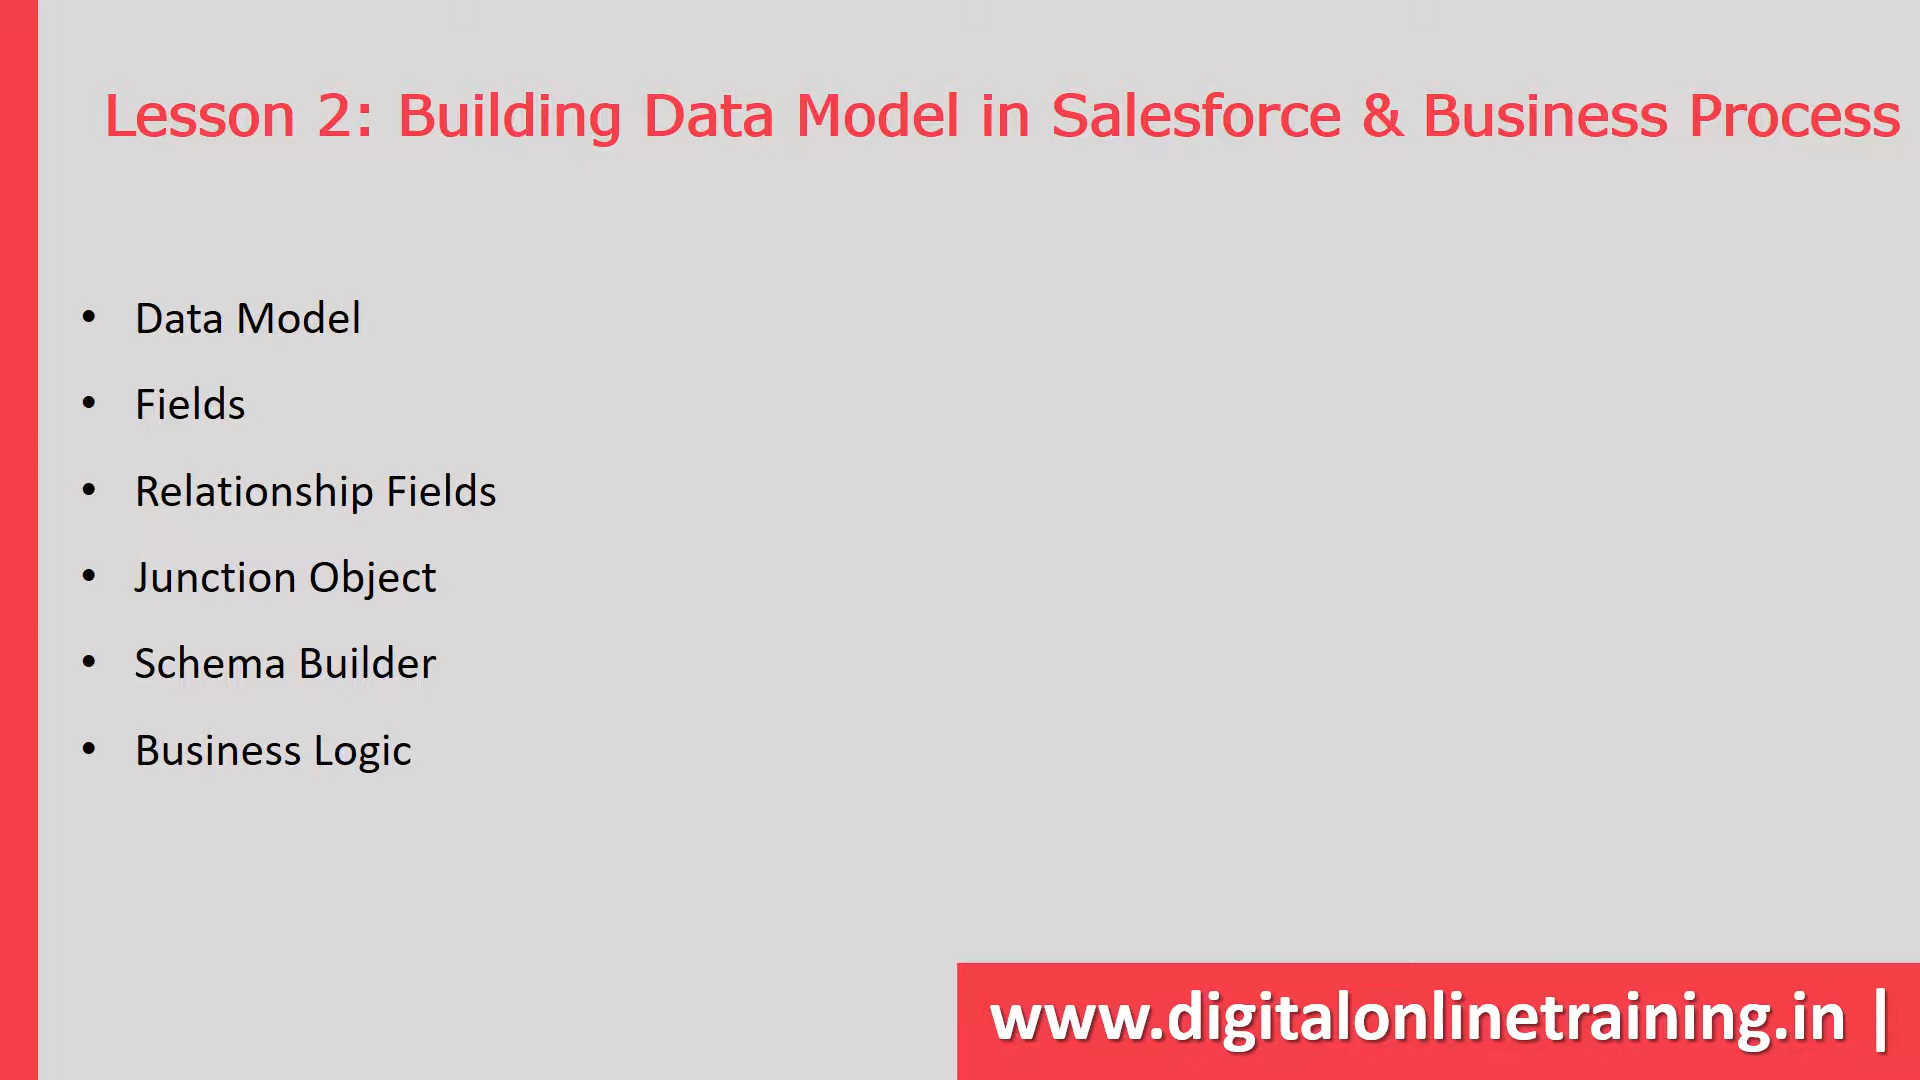 Lesson 2: Building Data Model in Salesforce & Business Process
• Data Model
• Fields
• Relationship Fields
• Junction Object
• Schema Builder
• Business Logic
www.digitalonlinetraining.in |